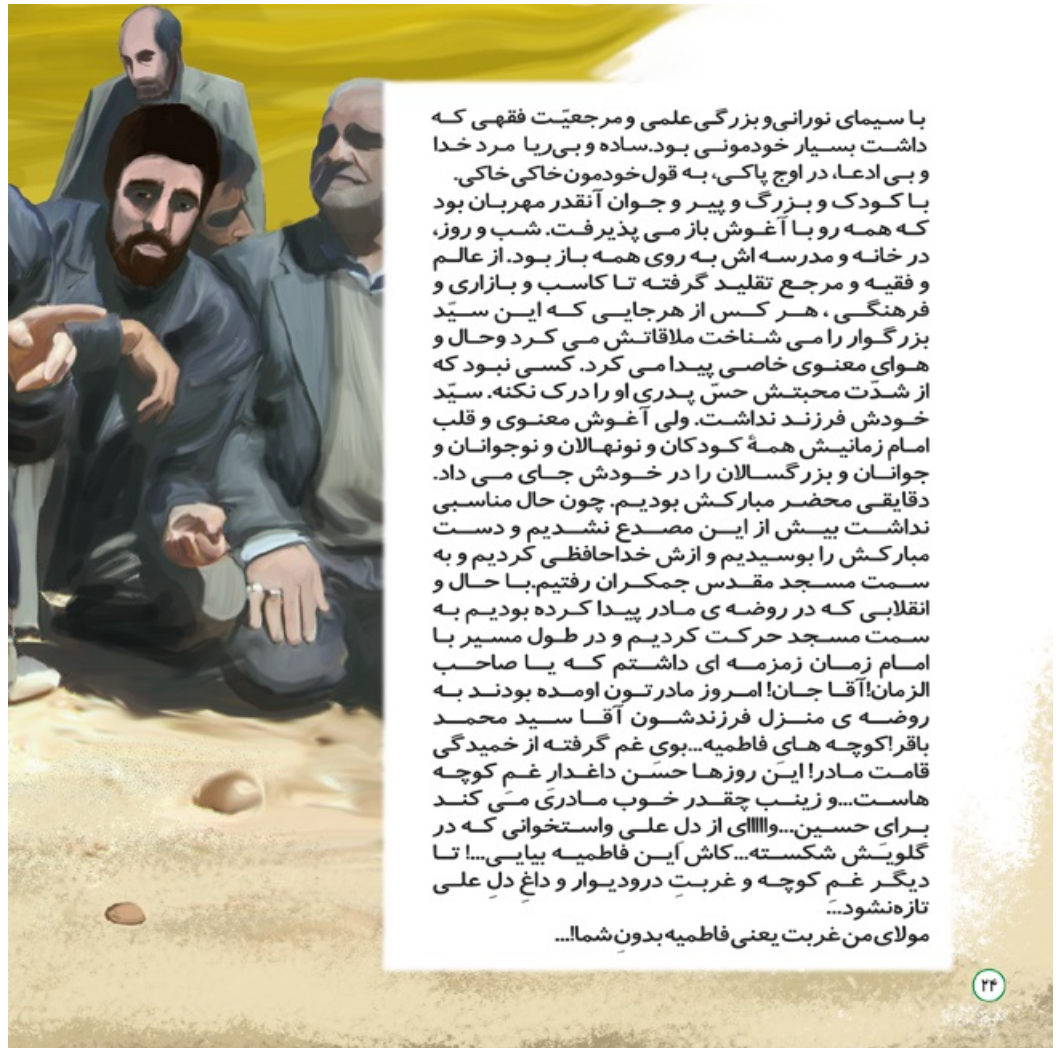 با سیمای نورانی‌و بزرگی علمی و مرجعیّت فقهی کـه
داشت بسیار خودمونی بود.ساده و بی‌ریا مرد خدا
و بی ادعا، در اوج پاکی، به قول خودمون خاکی خاکی.
با کودک و بزرگ و پیر و جوان آنقدر مهربان بود
که همه رو با آغوش باز می پذیرفت. شب و روز،
در خانه و مدرسه اش به روی همه باز بود. از عالم
و فقیه و مرجع تقلید گرفته تا کاسب و بازاری و
فرهنگی ، هر کس از هرجایی که این سیّد
بزرگوار را می شناخت ملاقاتش می کرد وحال و
هوای معنوی خاصی پیدا می کرد. کسی نبود که
از شدّت محبتش حسّ پدری او را درک نکنه. سیّد
خودش فرزند نداشت. ولی آغوش معنوی و قلب
امام زمانیش همهٔ کودکان و نونهالان و نوجوانان و
جوانان و بزرگسالان را در خودش جای می داد.
دقایقی محضر مبارکش بودیم. چون حال مناسبی
نداشت بیش از این مصدع نشدیم و دست
مبارکش را بوسیدیم و ازش خداحافظی کردیم و به
سمت مسجد مقدس جمکران رفتیم.با حال و
انقلابی که در روضه ی مادر پیدا کرده بودیم به
سمت مسجد حرکت کردیم و در طول مسیر با
امام زمان زمزمه ای داشتم که یا صاحب
الزمان!آقا جان! امروز مادرتون اومده بودند به
روضه ی منزل فرزندشون آقا سید محمد
باقر!کوچه های فاطمیه...بوی غم گرفته از خمیدگی
قامت مادر! این روزها حسَن داغدار غم کوچه
هاست...و زینب چقدر خوب مادری می کند
برای حسین...واااااای از دلِ علی واستخوانی که در
گلویش شکسته...کاش این فاطمیه بیایی...! تا
دیگر غمِ کوچه و غربتِ درودیوار و داغِ دلِ علی
تازه‌نشود...
مولای من غربت یعنی فاطمیه بدونِ شما!...
۲۴